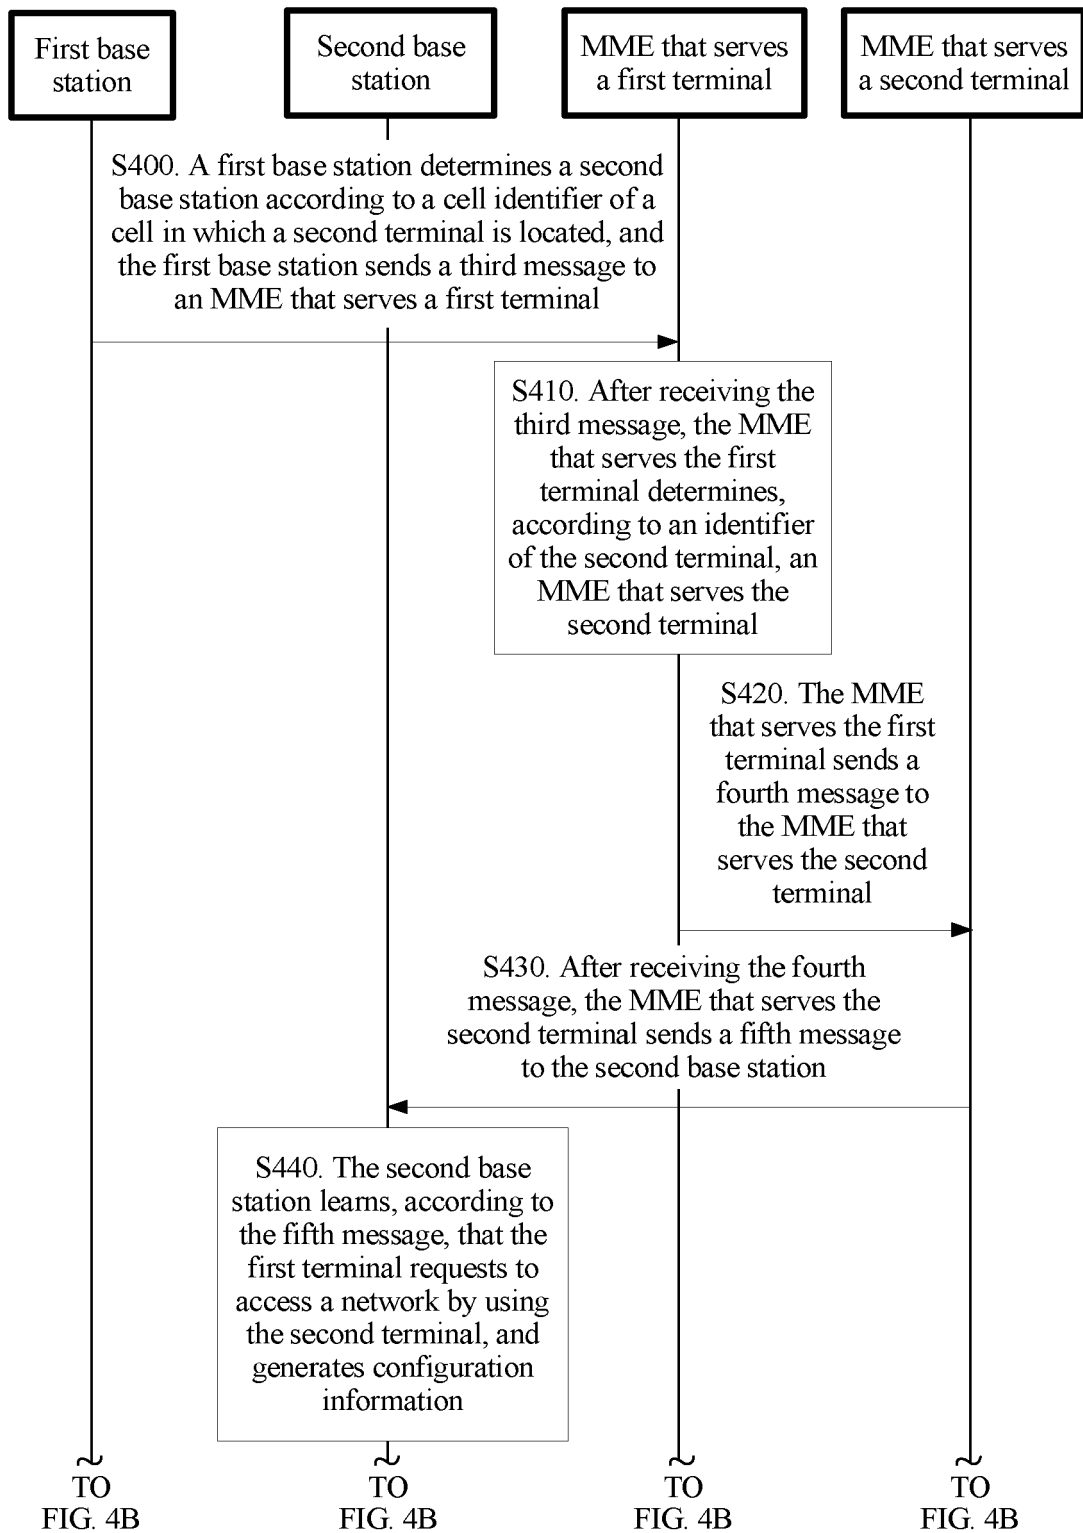 First base
station
Second base
station
MME that serves
a first terminal
MME that serves
a second terminal
S400. A first base station determines a second
base station according to a cell identifier of a
cell in which a second terminal is located, and
the first base station sends a third message to
an MME that serves a first terminal
S410. After receiving the
third message, the MME
that serves the first
terminal determines,
according to an identifier
of the second terminal, an
MME that serves the
second terminal
S420. The MME
that serves the first
terminal sends a
fourth message to
the MME that
serves the second
terminal
S430. After receiving the fourth
message, the MME that serves the
second terminal sends a fifth message
to the second base station
S440. The second base
station learns, according to
the fifth message, that the
first terminal requests to
access a network by using
the second terminal, and
generates configuration
information
TO
FIG. 4B
TO
FIG. 4B
TO
FIG. 4B
TO
FIG. 4B